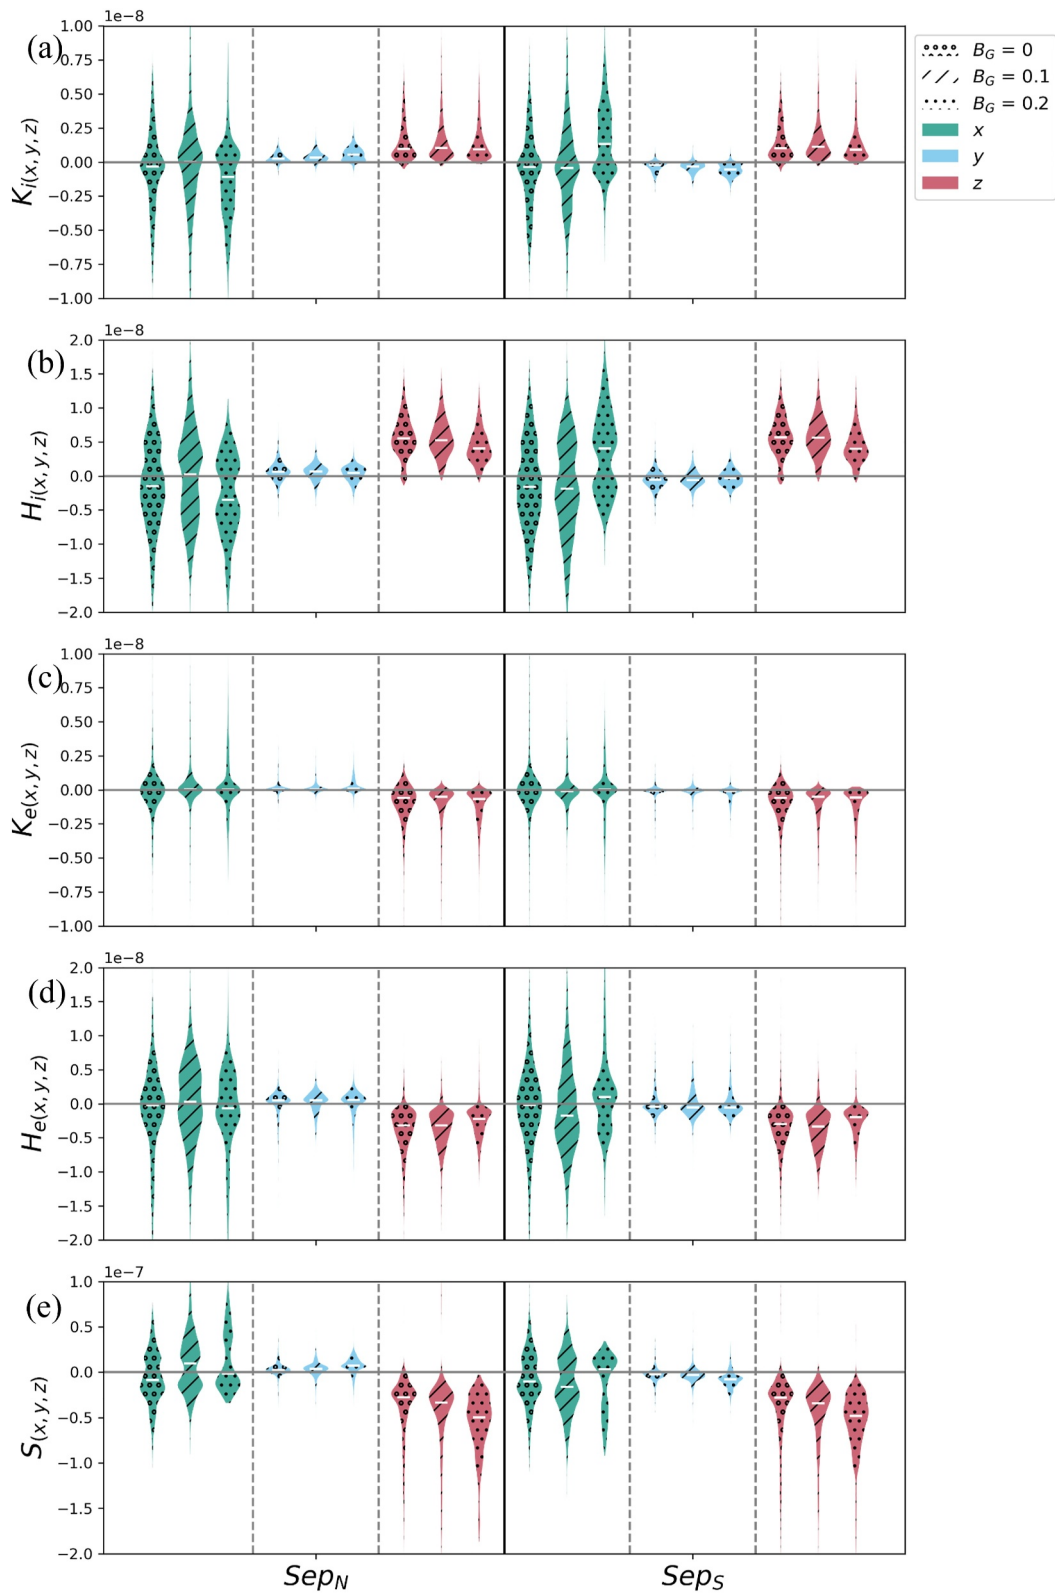 (a)
1e−8
1.00
0.75
0.50
0.25
0.00
−0.25
−0.50
−0.75
−1.00
K_i(x, y, z)
B_G = 0
B_G = 0.1
B_G = 0.2
x
y
z
(b)
1e−8
2.0
1.5
1.0
0.5
0.0
−0.5
−1.0
−1.5
−2.0
H_i(x, y, z)
(c)
1e−8
1.00
0.75
0.50
0.25
0.00
−0.25
−0.50
−0.75
−1.00
K_e(x, y, z)
(d)
1e−8
2.0
1.5
1.0
0.5
0.0
−0.5
−1.0
−1.5
−2.0
H_e(x, y, z)
(e)
1e−7
1.0
0.5
0.0
−0.5
−1.0
−1.5
−2.0
S_(x, y, z)
Sep_N
Sep_S